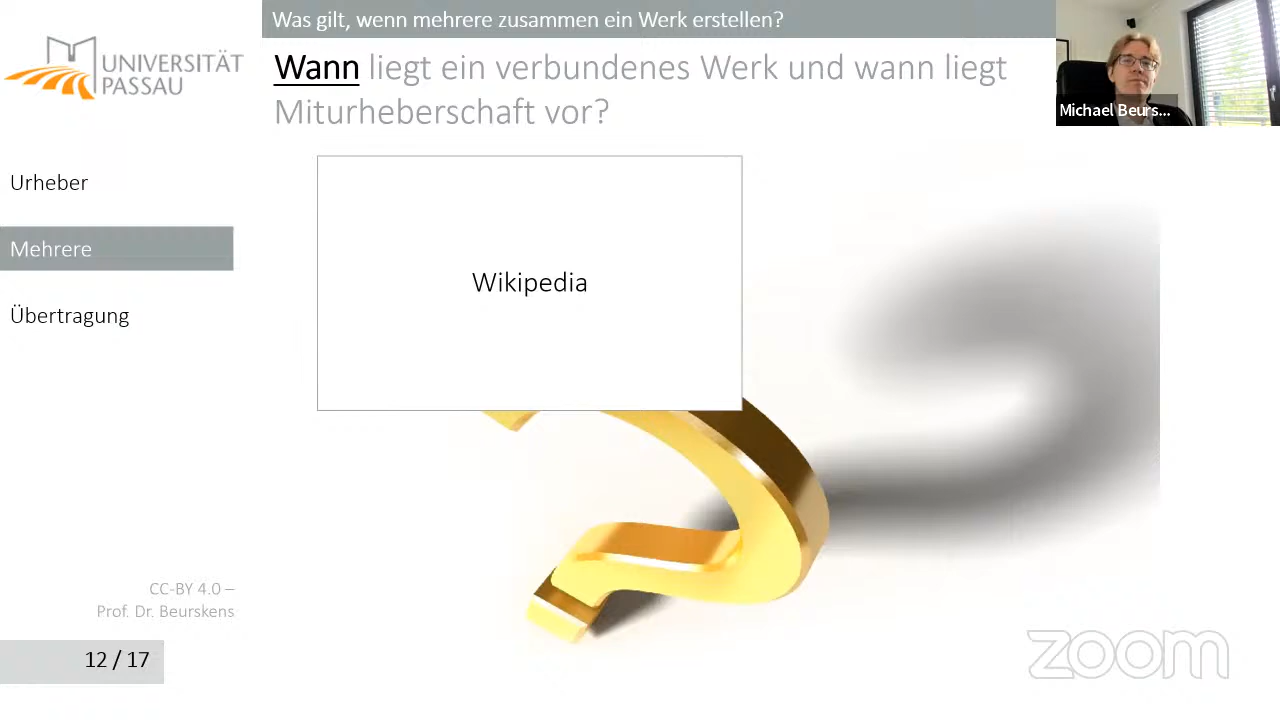 Was gilt, wenn mehrere zusammen ein Werk erstellen?
UNIVERSITÄT
PASSAU
Wann liegt ein verbundenes Werk und wann liegt
Miturheberschaft vor?
Michael Beurs...
Urheber
Mehrere
Übertragung
Wikipedia
CC-BY 4.0 –
Prof. Dr. Beurskens
12 / 17
zoom